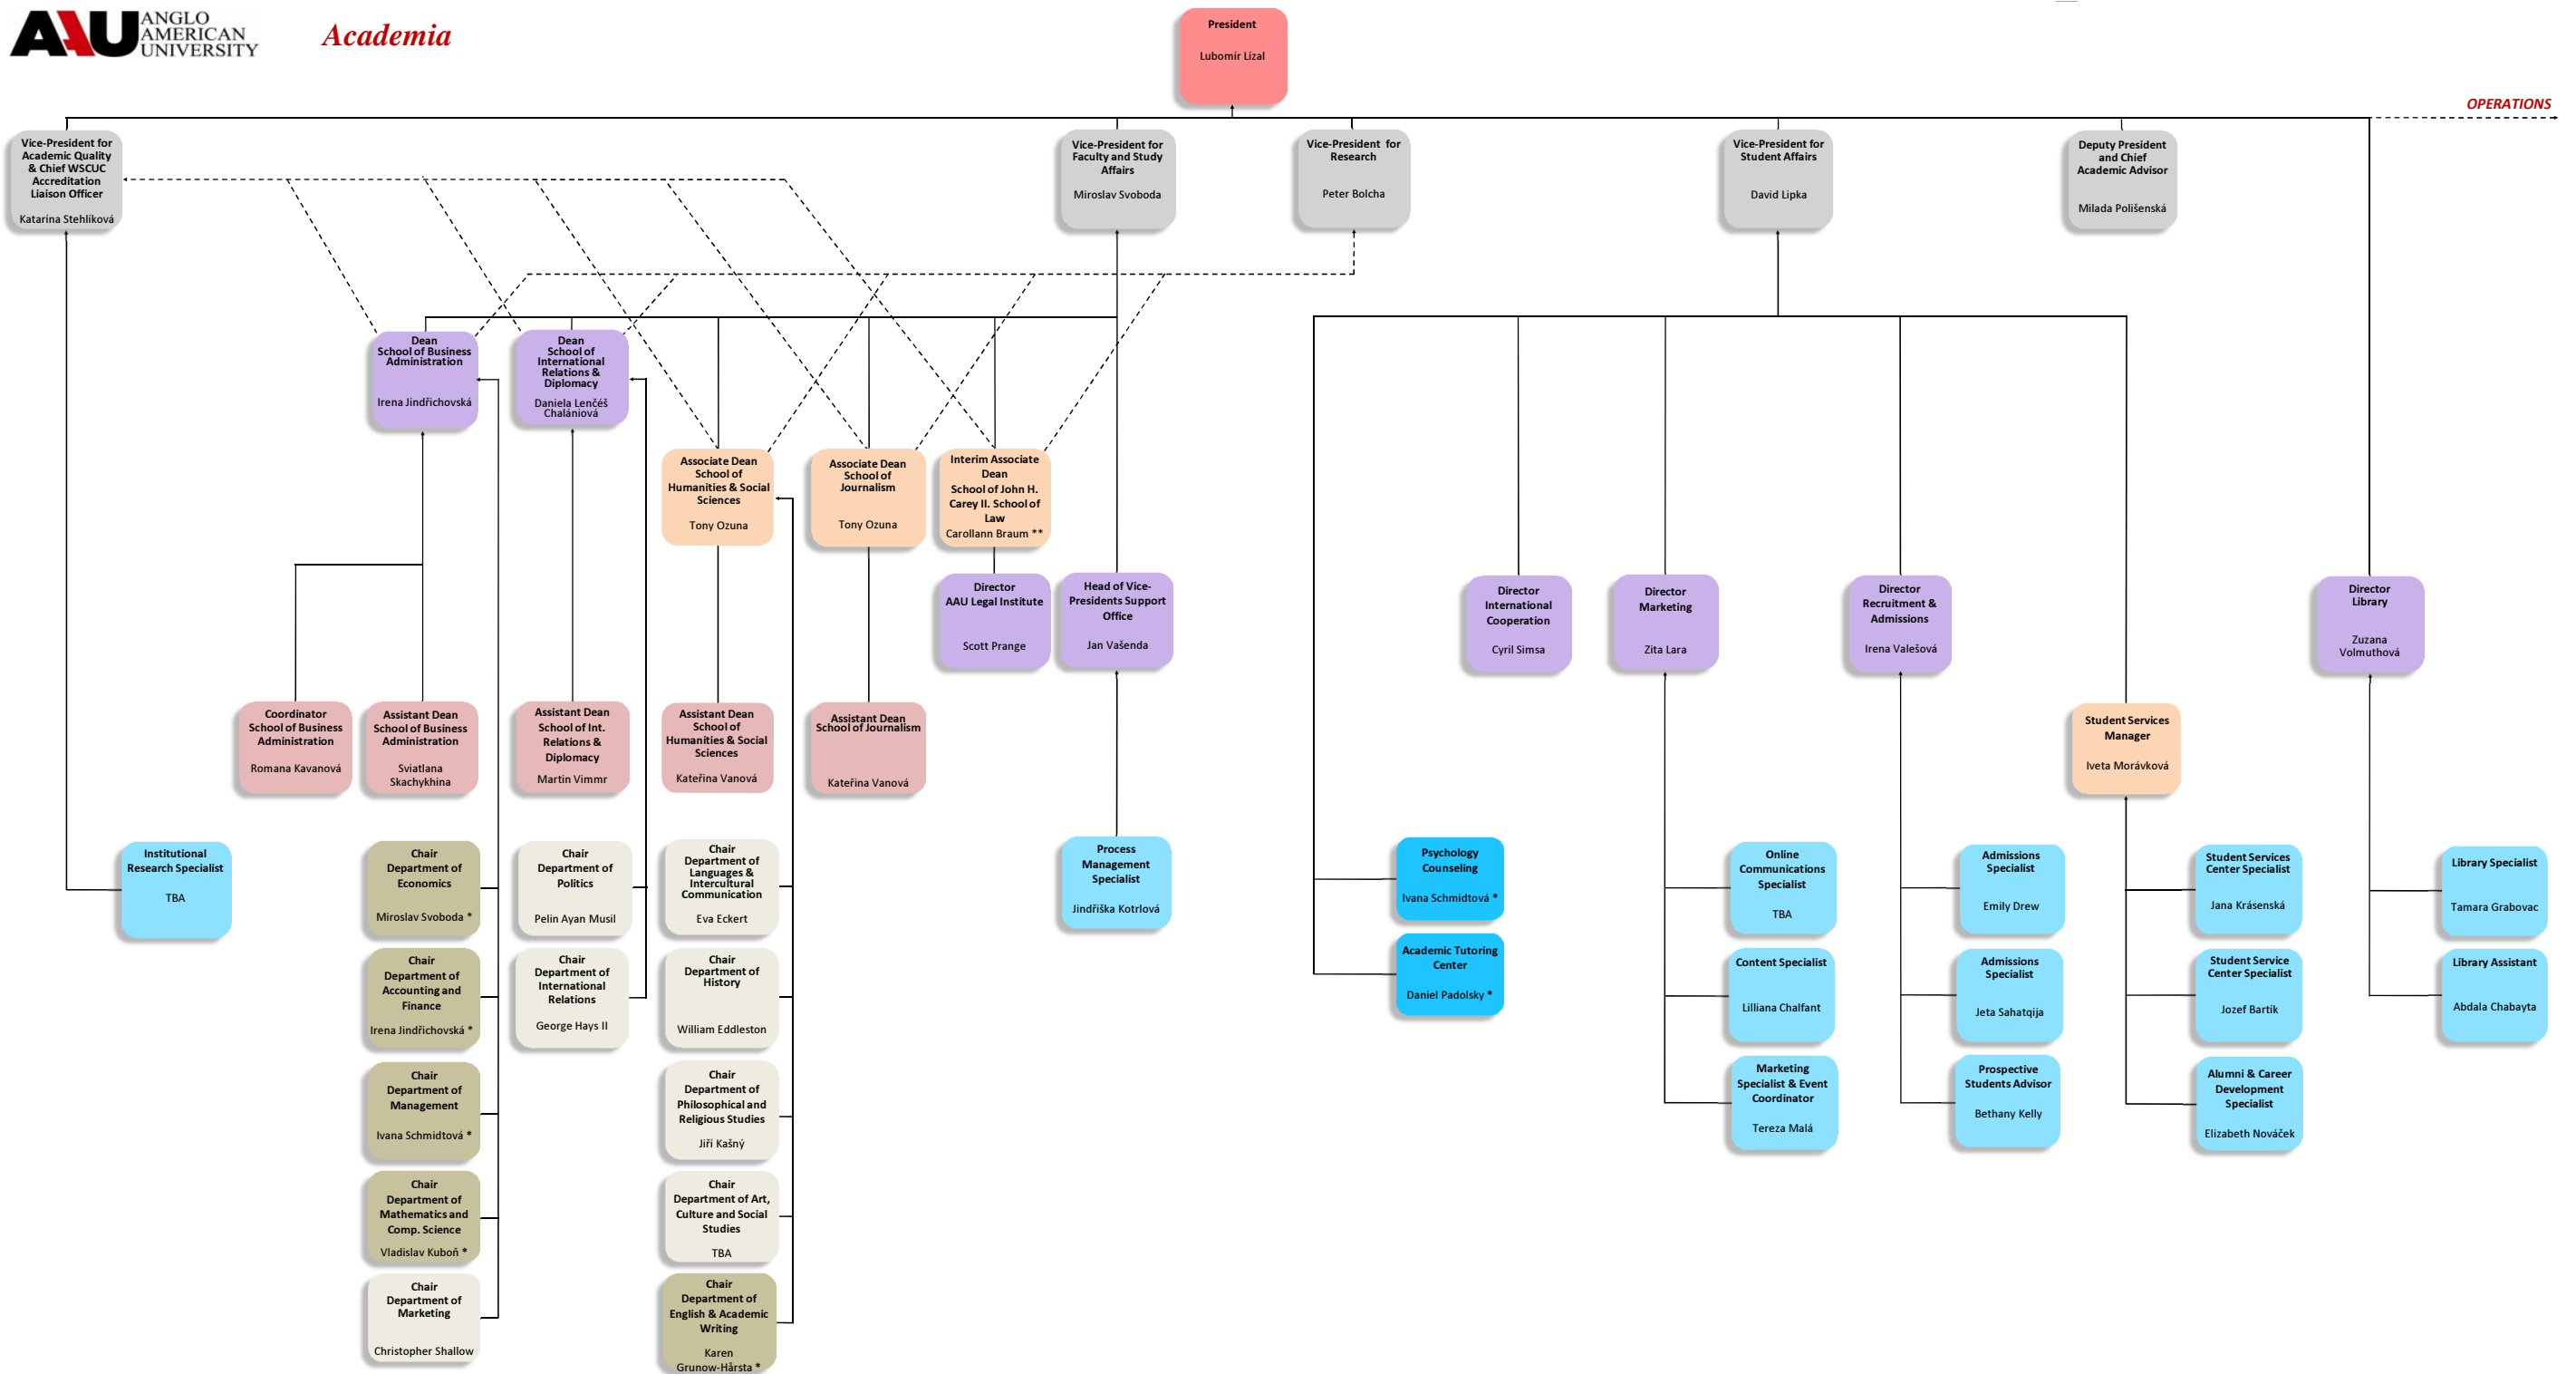 AAU ANGLO
AMERICAN
UNIVERSITY
Academia
President
Lubomír Lízal
OPERATIONS
Vice-President for
Academic Quality
& Chief WSCUC
Accreditation
Liaison Officer
Katarína Stehlíková
Vice-President for
Faculty and Study
Affairs
Miroslav Svoboda
Vice-President for
Research
Peter Bolcha
Vice-President for
Student Affairs
David Lipka
Deputy President
and Chief
Academic Advisor
Milada Polišenská
Dean
School of Business
Administration
Irena Jindřichovská
Dean
School of
International
Relations &
Diplomacy
Daniela Lenčéš
Chalániová
Associate Dean
School of
Humanities & Social
Sciences
Tony Ozuna
Associate Dean
School of
Journalism
Tony Ozuna
Interim Associate
Dean
School of John H.
Carey II. School of
Law
Carollann Braum **
Director
AAU Legal Institute
Scott Prange
Head of Vice-
Presidents Support
Office
Jan Vašenda
Director
International
Cooperation
Cyril Simsa
Director
Marketing
Zita Lara
Director
Recruitment &
Admissions
Irena Valešová
Director
Library
Zuzana
Volmuthová
Coordinator
School of Business
Administration
Romana Kavanová
Assistant Dean
School of Business
Administration
Sviatlana
Skachykhina
Assistant Dean
School of Int.
Relations &
Diplomacy
Martin Vimmr
Assistant Dean
School of
Humanities & Social
Sciences
Kateřina Vanová
Assistant Dean
School of Journalism
Kateřina Vanová
Student Services
Manager
Iveta Morávková
Institutional
Research Specialist
TBA
Chair
Department of
Economics
Miroslav Svoboda *
Chair
Department of
Politics
Pelin Ayan Musil
Chair
Department of
Languages &
Intercultural
Communication
Eva Eckert
Process
Management
Specialist
Jindřiška Kotrlová
Psychology
Counseling
Ivana Schmidtová *
Online
Communications
Specialist
TBA
Admissions
Specialist
Emily Drew
Student Services
Center Specialist
Jana Krásenská
Library Specialist
Tamara Grabovac
Chair
Department of
Accounting and
Finance
Irena Jindřichovská *
Chair
Department of
International
Relations
George Hays II
Chair
Department of
History
William Eddleston
Academic Tutoring
Center
Daniel Padolsky *
Content Specialist
Lilliana Chalfant
Admissions
Specialist
Jeta Sahatqija
Student Service
Center Specialist
Jozef Bartík
Library Assistant
Abdala Chabayta
Chair
Department of
Management
Ivana Schmidtová *
Chair
Department of
Philosophical and
Religious Studies
Jiří Kašný
Marketing
Specialist & Event
Coordinator
Tereza Malá
Prospective
Students Advisor
Bethany Kelly
Alumni & Career
Development
Specialist
Elizabeth Nováček
Chair
Department of
Mathematics and
Comp. Science
Vladislav Kuboň *
Chair
Department of Art,
Culture and Social
Studies
TBA
Chair
Department of
Marketing
Christopher Shallow
Chair
Department of
English & Academic
Writing
Karen
Grunow-Hårsta *